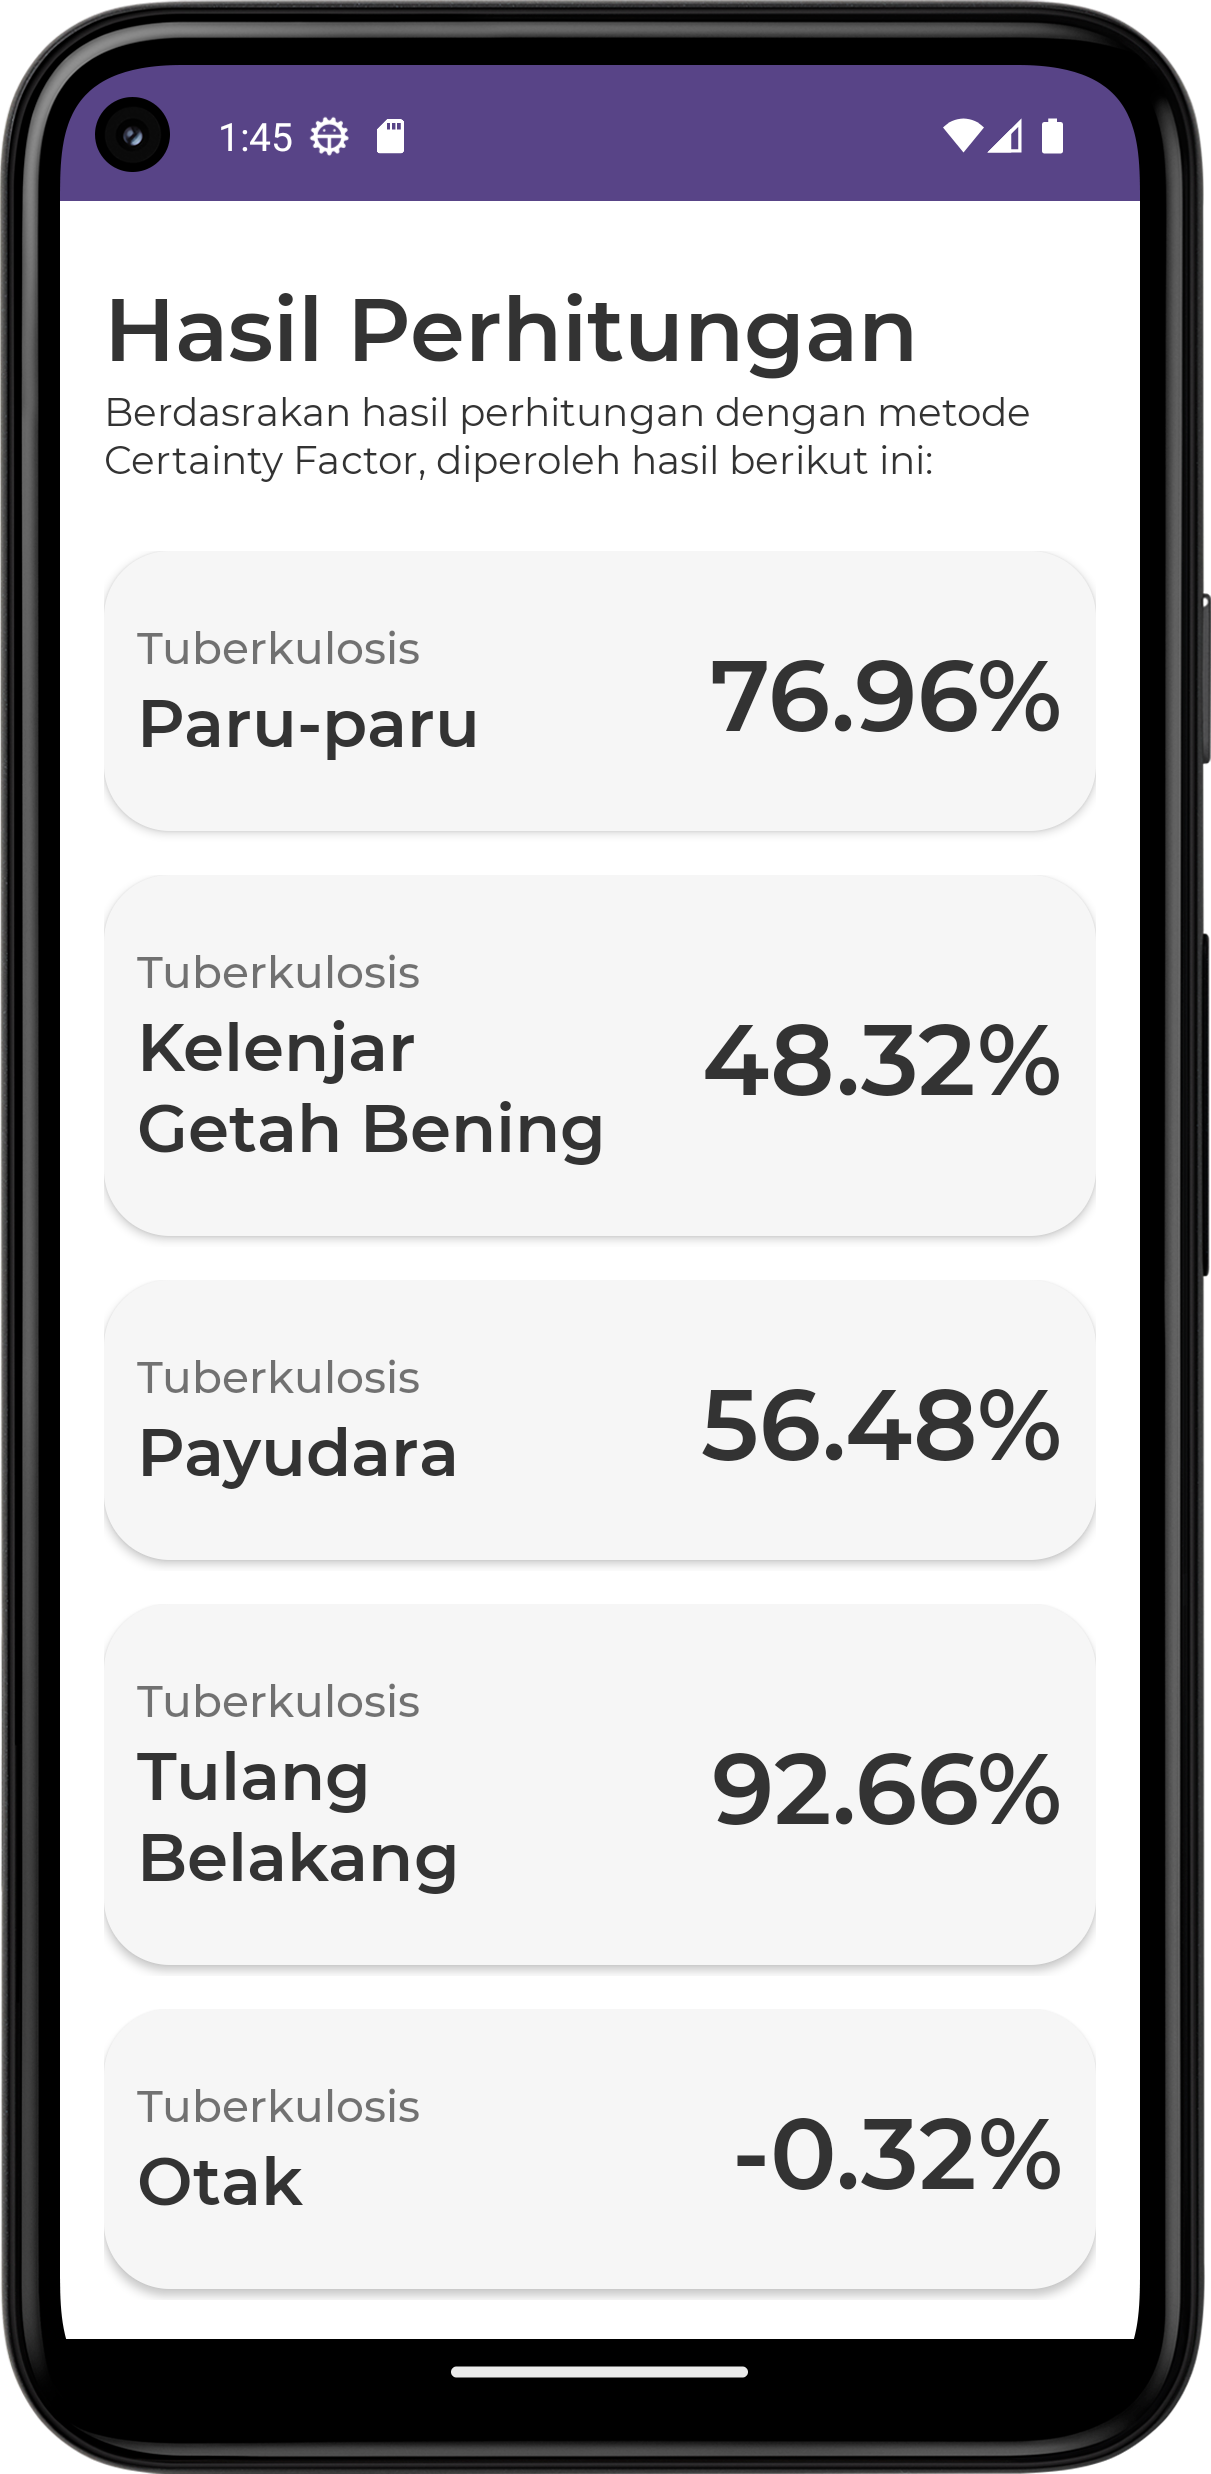 1:45
Hasil Perhitungan
Berdasrakan hasil perhitungan dengan metode
Certainty Factor, diperoleh hasil berikut ini:
Tuberkulosis
Paru-paru
76.96%
Tuberkulosis
Kelenjar
Getah Bening
48.32%
Tuberkulosis
Payudara
56.48%
Tuberkulosis
Tulang
Belakang
92.66%
Tuberkulosis
Otak
-0.32%